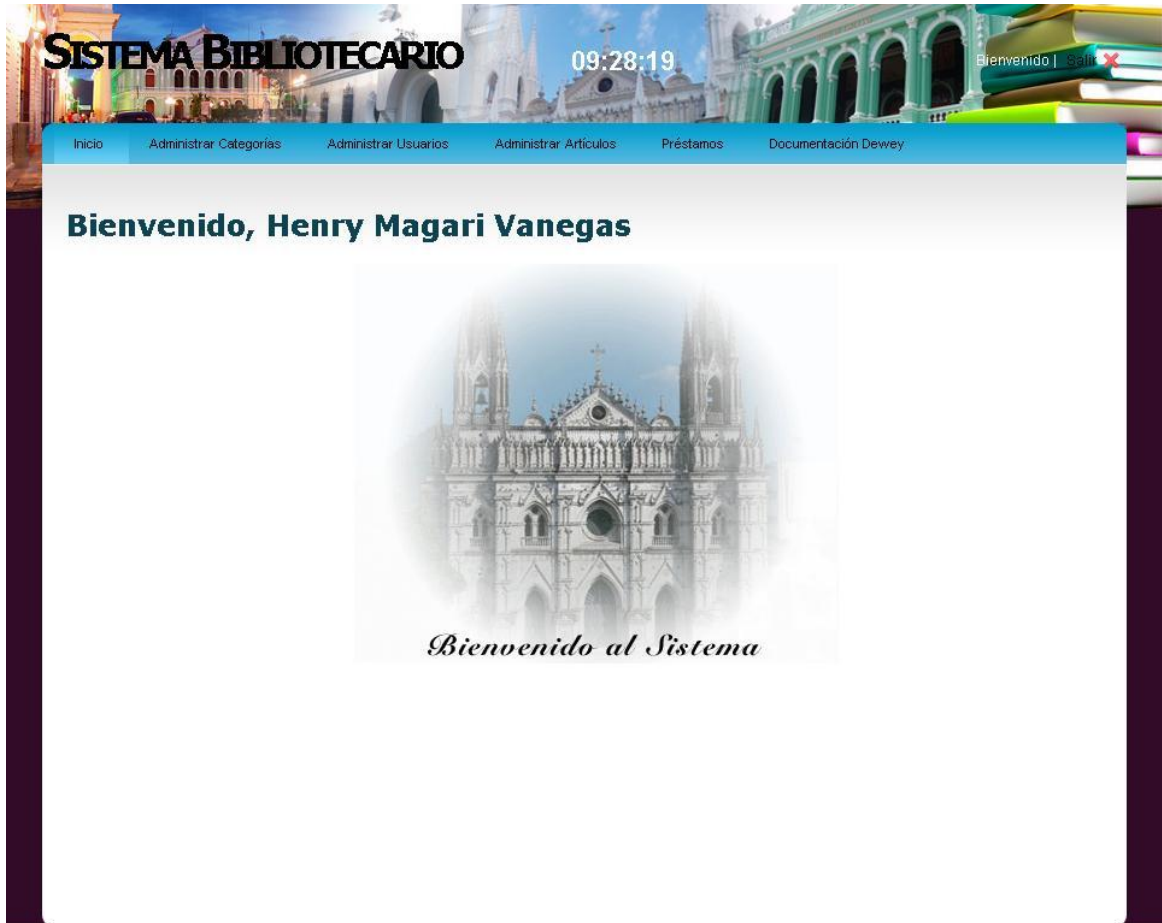 SISTEMA BIBLIOTECARIO
09:28:19
Bienvenido | Salir
Inicio Administrar Categorías Administrar Usuarios Administrar Artículos Préstamos Documentación Dewey
Bienvenido, Henry Magari Vanegas
Bienvenido al Sistema